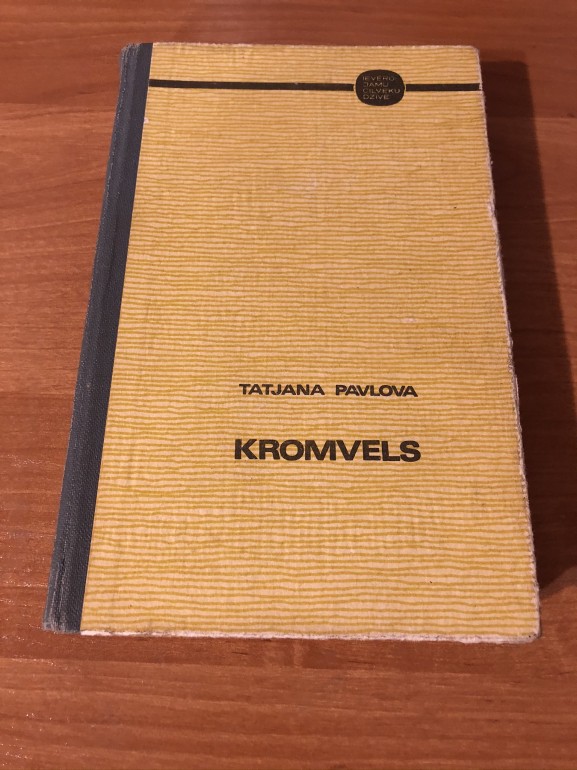 IEVĒRO
JAMU
CILVĒKU
DZĪVE
TATJANA PAVLOVA
KROMVELS